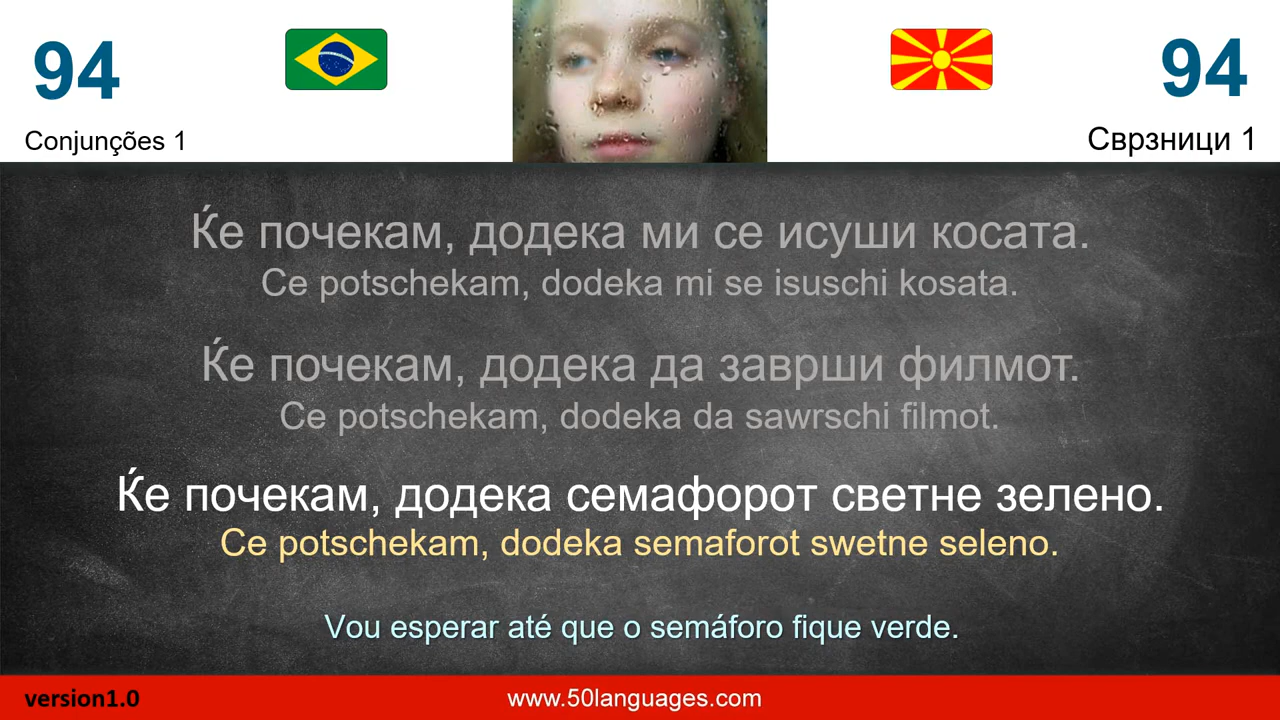 94
94
Conjunções 1
Сврзници 1
Ќе почекам, додека ми се исуши косата.
Ce potschekam, dodeka mi se isuschi kosata.
Ќе почекам, додека да заврши филмот.
Ce potschekam, dodeka da sawrschi filmot.
Ќе почекам, додека семафорот светне зелено.
Ce potschekam, dodeka semaforot swetne seleno.
Vou esperar até que o semáforo fique verde.
version1.0
www.50languages.com